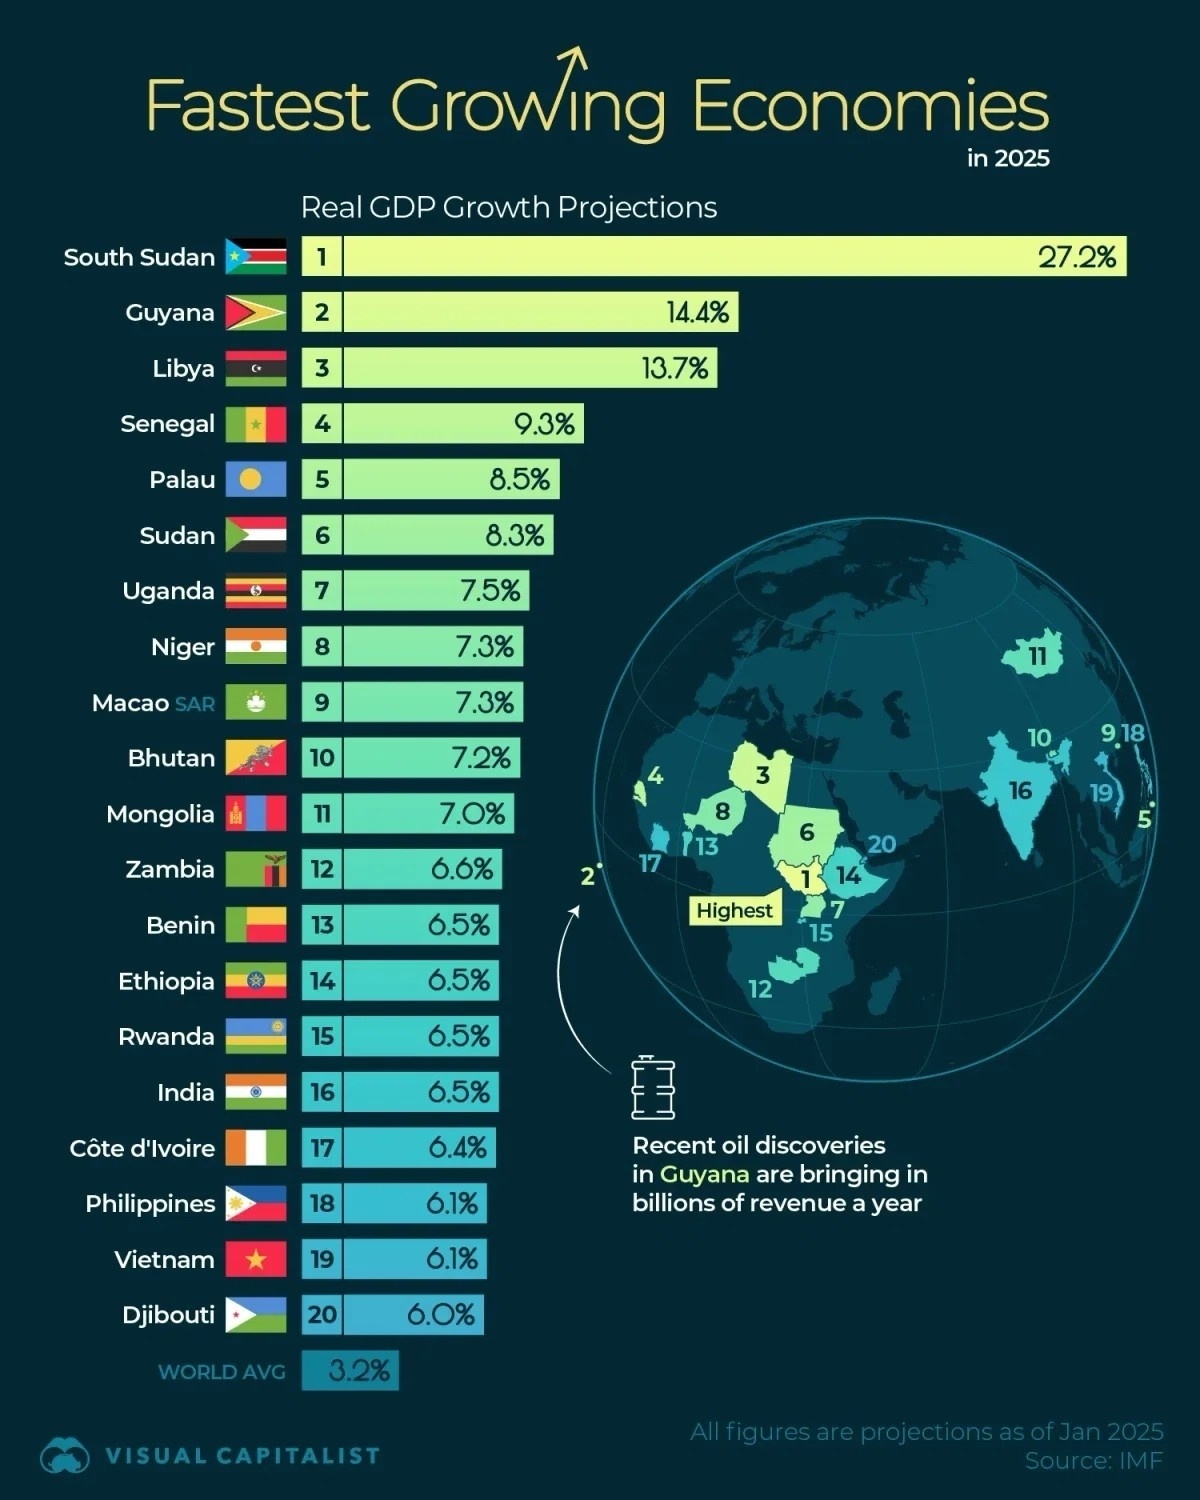 Fastest Growing Economies
in 2025
Real GDP Growth Projections
South Sudan 1 27.2%
Guyana 2 14.4%
Libya 3 13.7%
Senegal 4 9.3%
Palau 5 8.5%
Sudan 6 8.3%
Uganda 7 7.5%
Niger 8 7.3%
Macao SAR 9 7.3%
Bhutan 10 7.2%
Mongolia 11 7.0%
Zambia 12 6.6%
Benin 13 6.5%
Ethiopia 14 6.5%
Rwanda 15 6.5%
India 16 6.5%
Côte d'Ivoire 17 6.4%
Philippines 18 6.1%
Vietnam 19 6.1%
Djibouti 20 6.0%
WORLD AVG 3.2%
11
9 18
10
4
3
16
19
8
5
6
13
20
17
2
1
14
Highest
7
15
12
Recent oil discoveries
in Guyana are bringing in
billions of revenue a year
VISUAL CAPITALIST
All figures are projections as of Jan 2025
Source: IMF